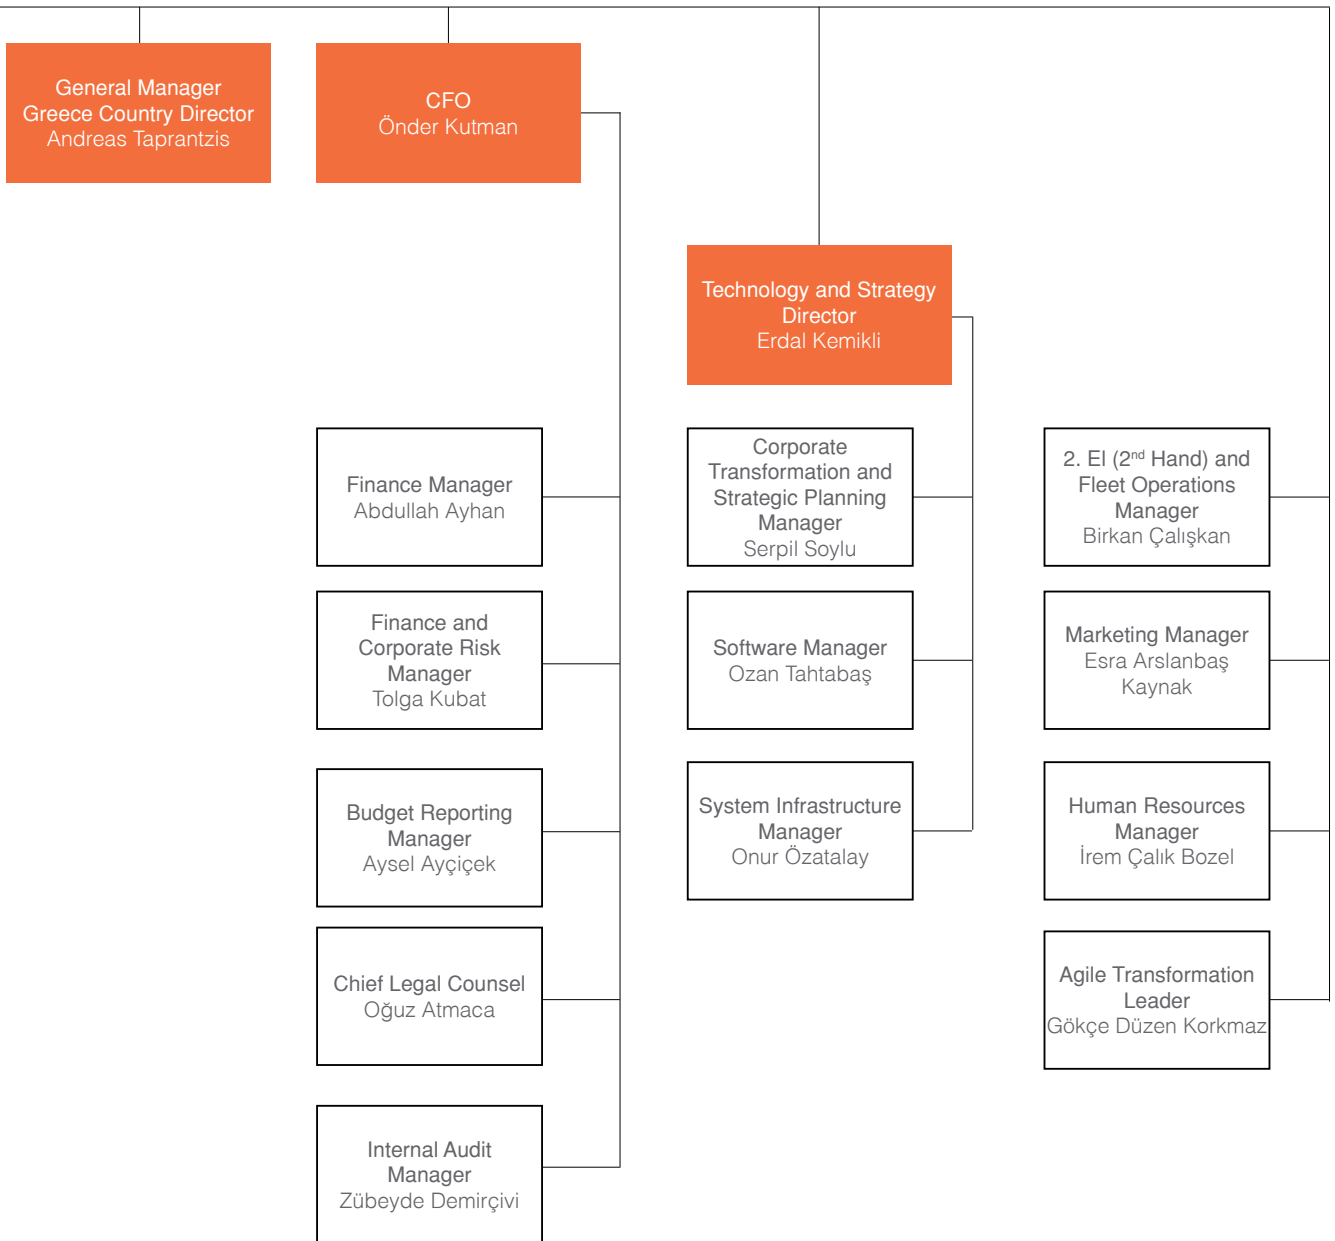 General Manager
Greece Country Director
Andreas Taprantzis
CFO
Önder Kutman
Technology and Strategy
Director
Erdal Kemikli
Finance Manager
Abdullah Ayhan
Finance and
Corporate Risk
Manager
Tolga Kubat
Budget Reporting
Manager
Aysel Ayçiçek
Chief Legal Counsel
Oğuz Atmaca
Internal Audit
Manager
Zübeyde Demirçivi
Corporate
Transformation and
Strategic Planning
Manager
Serpil Soylu
Software Manager
Ozan Tahtabaş
System Infrastructure
Manager
Onur Özatalay
2. El (2nd Hand) and
Fleet Operations
Manager
Birkan Çalışkan
Marketing Manager
Esra Arslanbaş
Kaynak
Human Resources
Manager
İrem Çalık Bozel
Agile Transformation
Leader
Gökçe Düzen Korkmaz